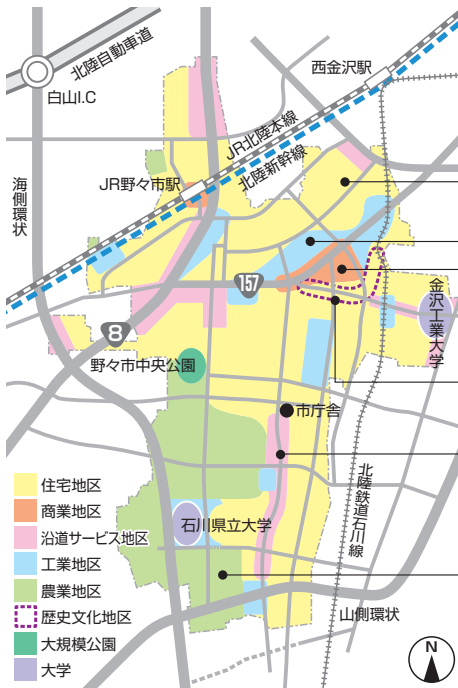 北陸自動車道
西金沢駅
白山I.C
JR北陸本線
北陸新幹線
JR野々市駅
海側環状
157
金沢工業大学
8
野々市中央公園
市庁舎
北陸鉄道石川線
住宅地区
商業地区
沿道サービス地区
工業地区
農業地区
歴史文化地区
大規模公園
大学
石川県立大学
山側環状
N